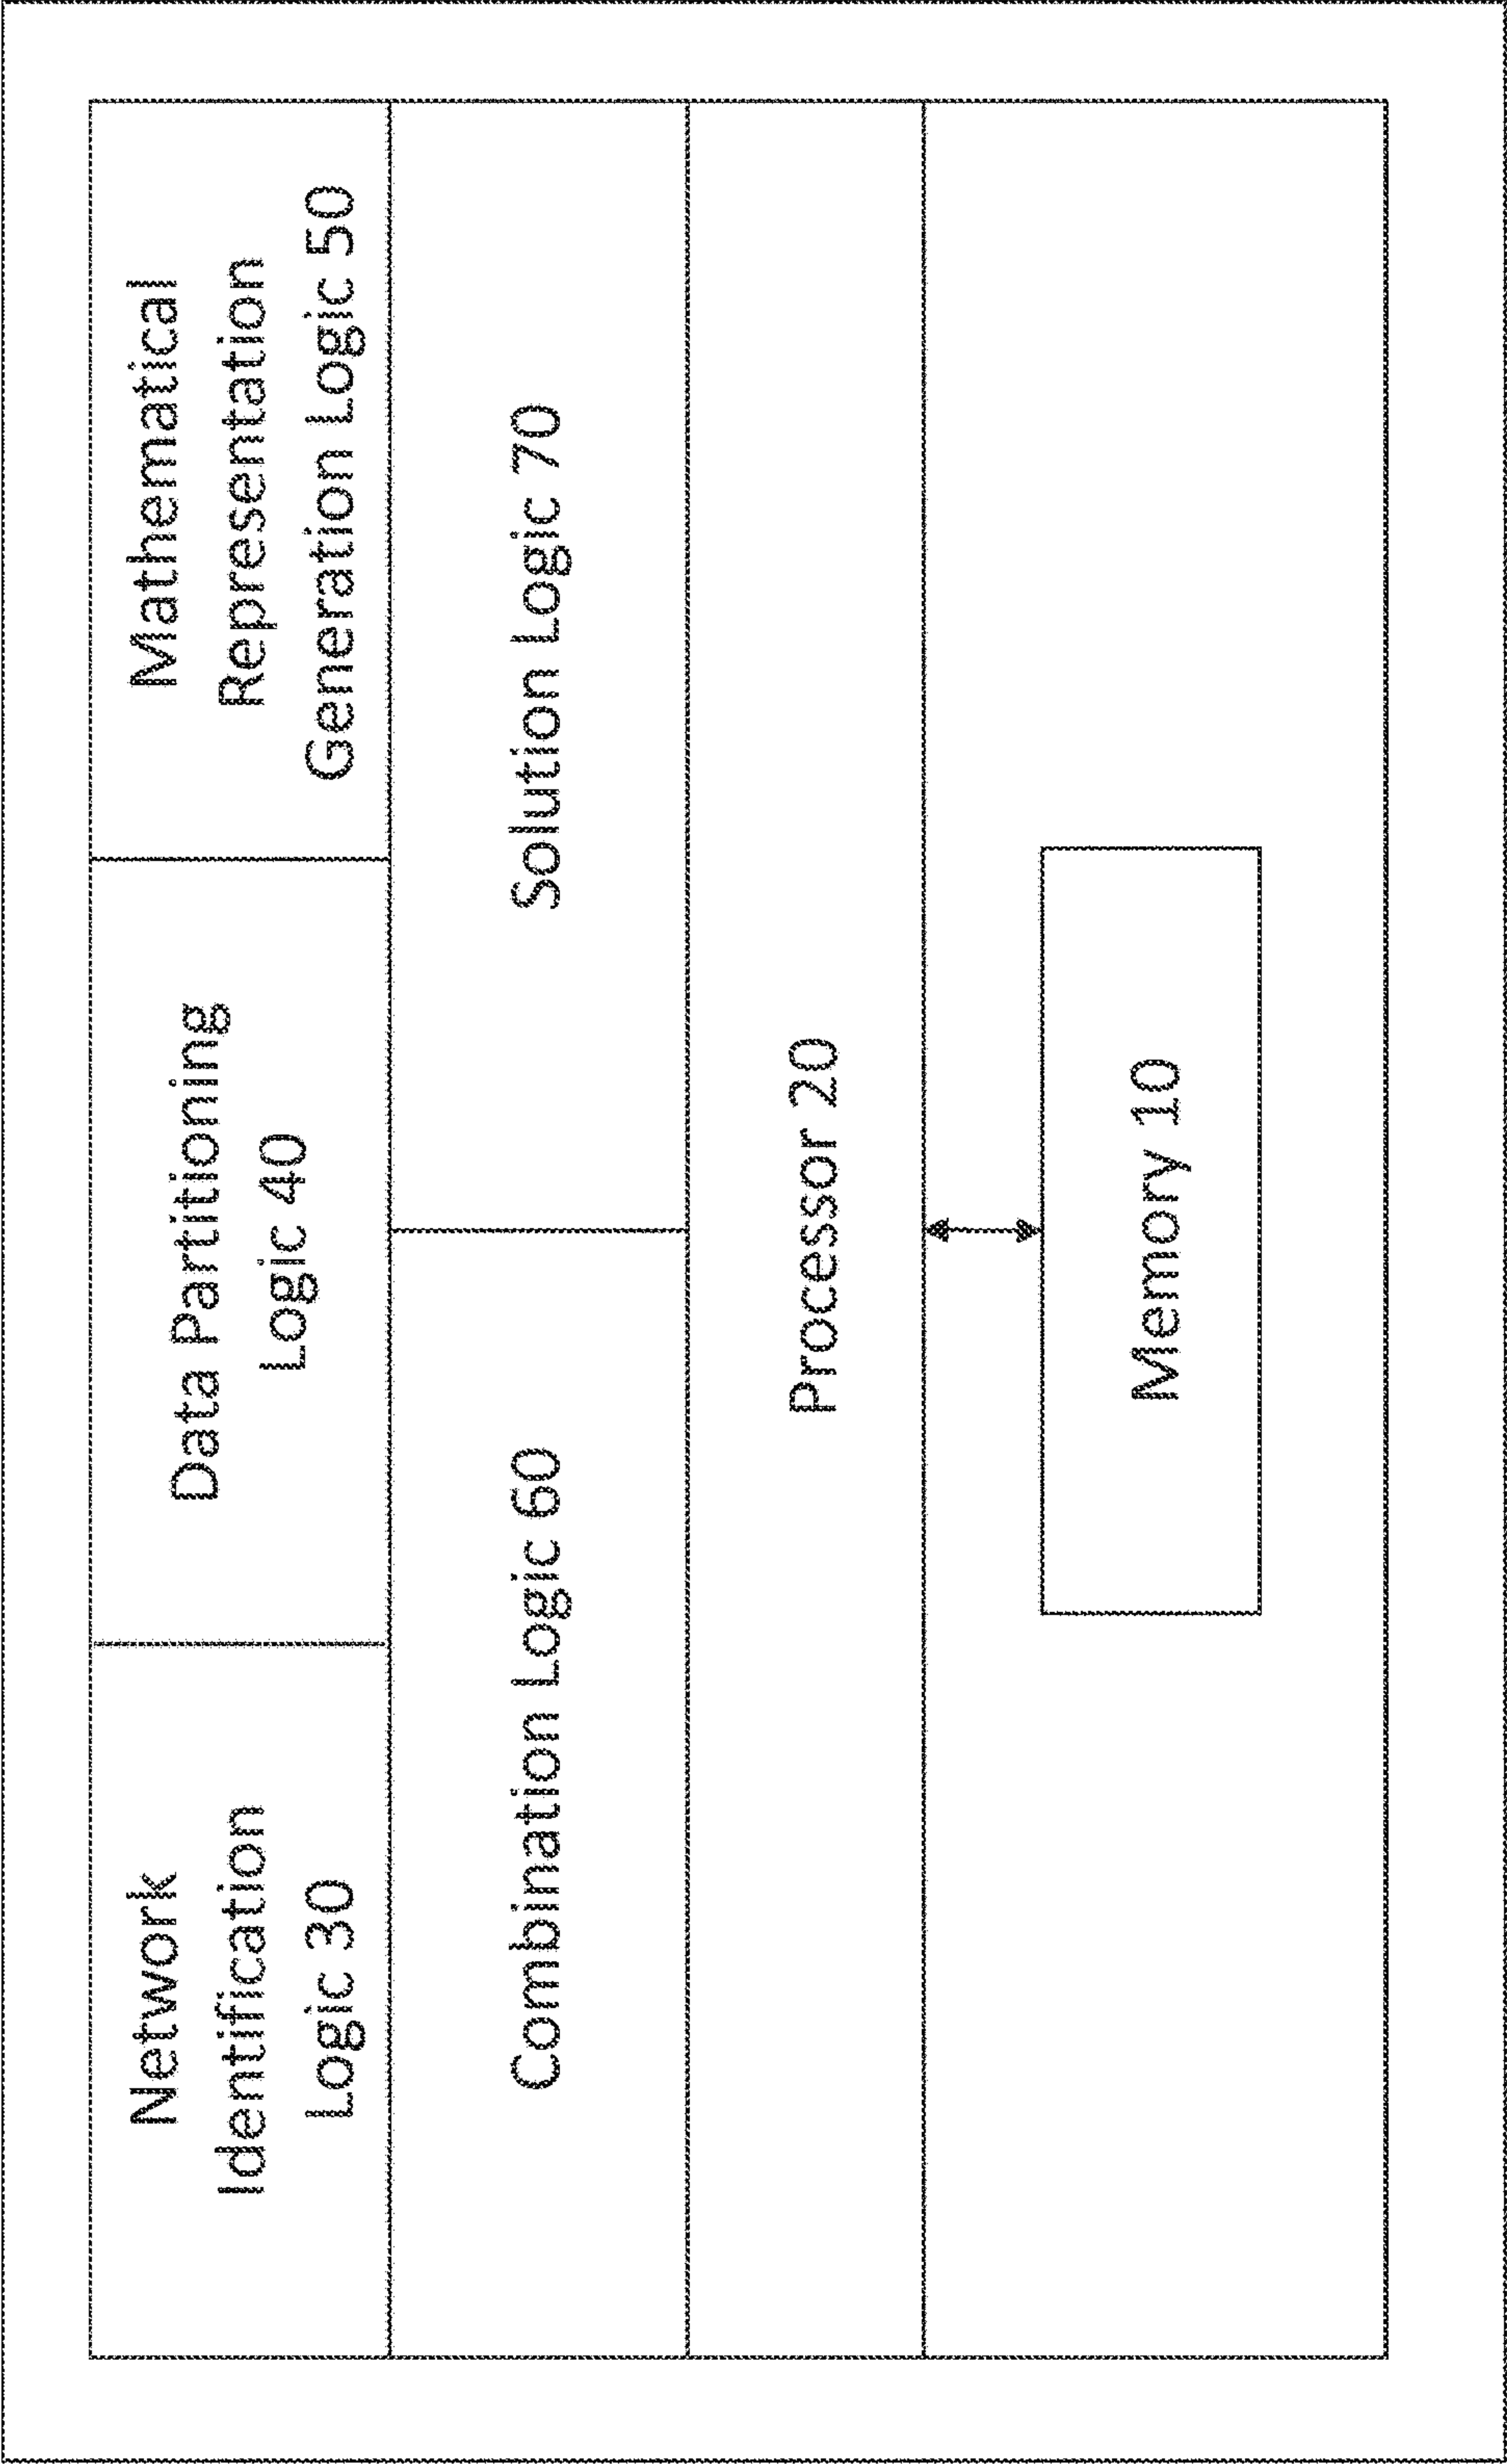 Network
Identification
Logic 30
Data Partitioning
Logic 40
Mathematical
Representation
Generation Logic 50
Combination Logic 60
Solution Logic 70
Processor 20
Memory 10